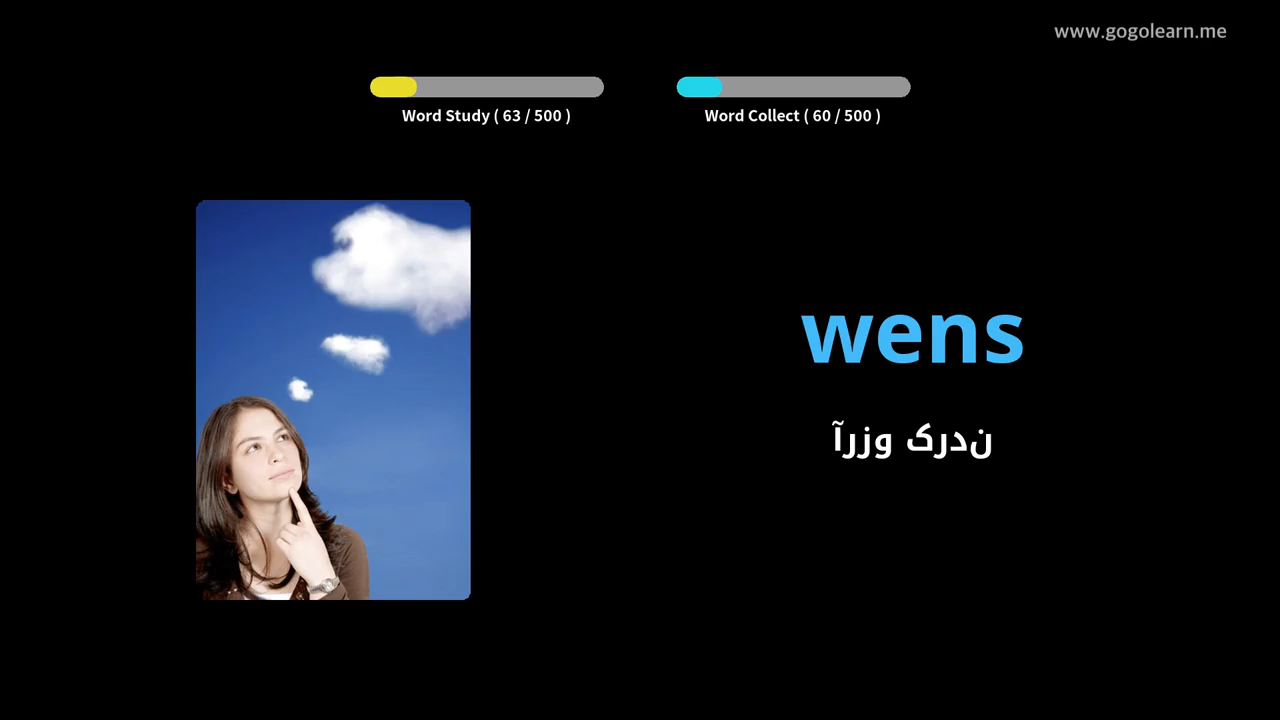 www.gogolearn.me
Word Study ( 63 / 500 )
Word Collect ( 60 / 500 )
wens
آرزو کردن